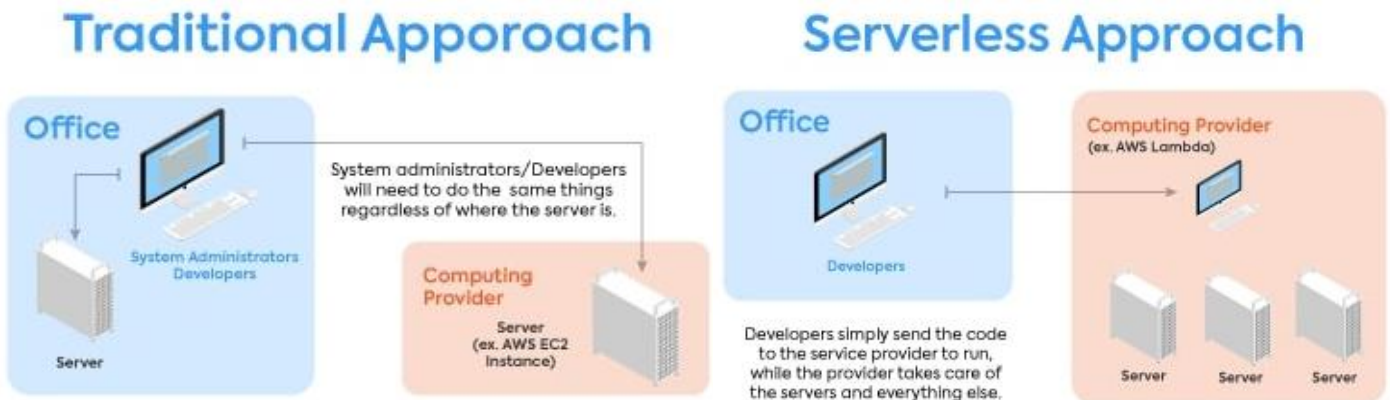 Traditional Apporoach
Office
System Administrators
Developers
Server
System administrators/Developers
will need to do the same things
regardless of where the server is.
Computing
Provider
Server
(ex. AWS EC2
Instance)
Serverless Approach
Office
Developers
Developers simply send the code
to the service provider to run,
while the provider takes care of
the servers and everything else.
Computing Provider
(ex. AWS Lambda)
Server
Server
Server